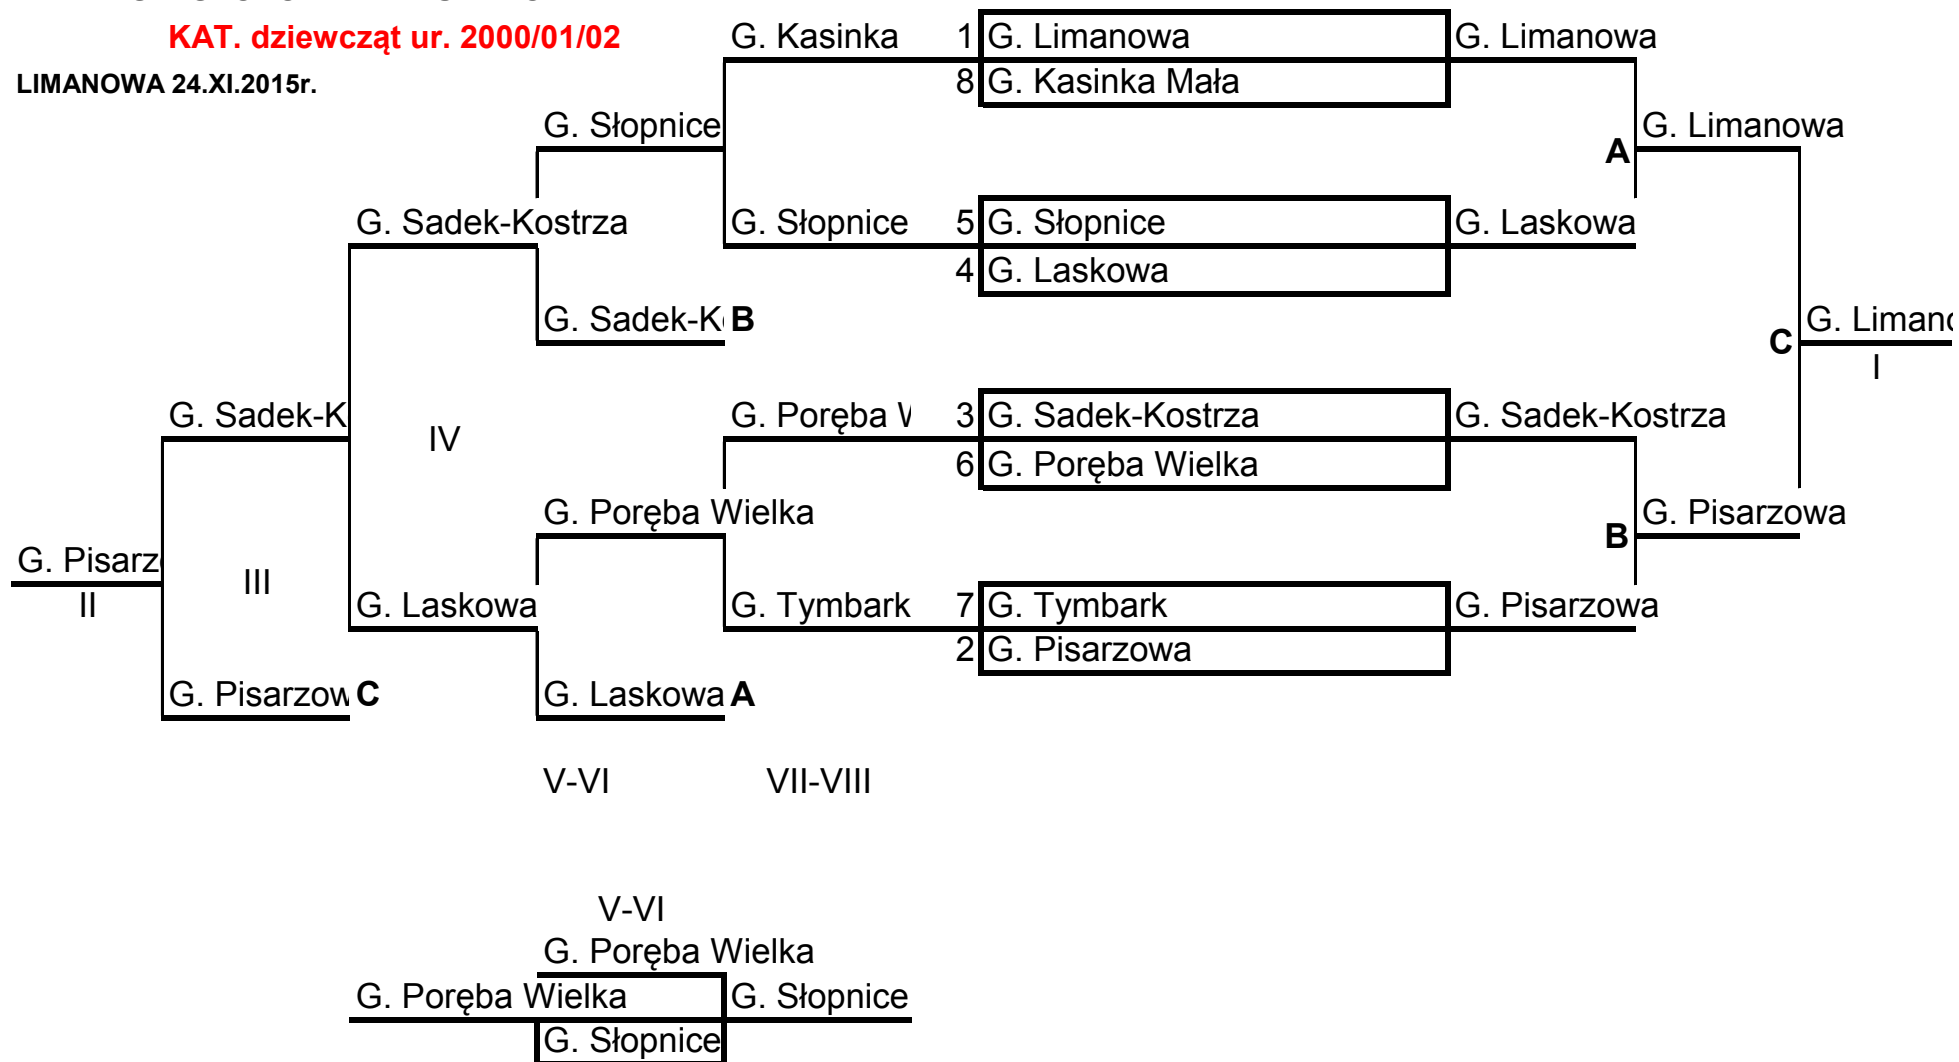 KAT. dziewcząt ur. 2000/01/02
G. Kasinka 1 G. Limanowa G. Limanowa
LIMANOWA 24.XI.2015r.
8 G. Kasinka Mała
G. Słopnice
G. Limanowa
A
G. Sadek-Kostrza G. Słopnice 5 G. Słopnice G. Laskowa
4 G. Laskowa
G. Sadek-K B
G. Limano
C
I
G. Sadek-K G. Poręba 3 G. Sadek-Kostrza G. Sadek-Kostrza
IV
6 G. Poręba Wielka
G. Poręba Wielka G. Pisarzowa
B
G. Pisarz
III
II
G. Laskowa G. Tymbark 7 G. Tymbark G. Pisarzowa
2 G. Pisarzowa
G. Pisarzow C G. Laskowa A
V-VI VII-VIII
V-VI
G. Poręba Wielka
G. Poręba Wielka G. Słopnice
G. Słopnice